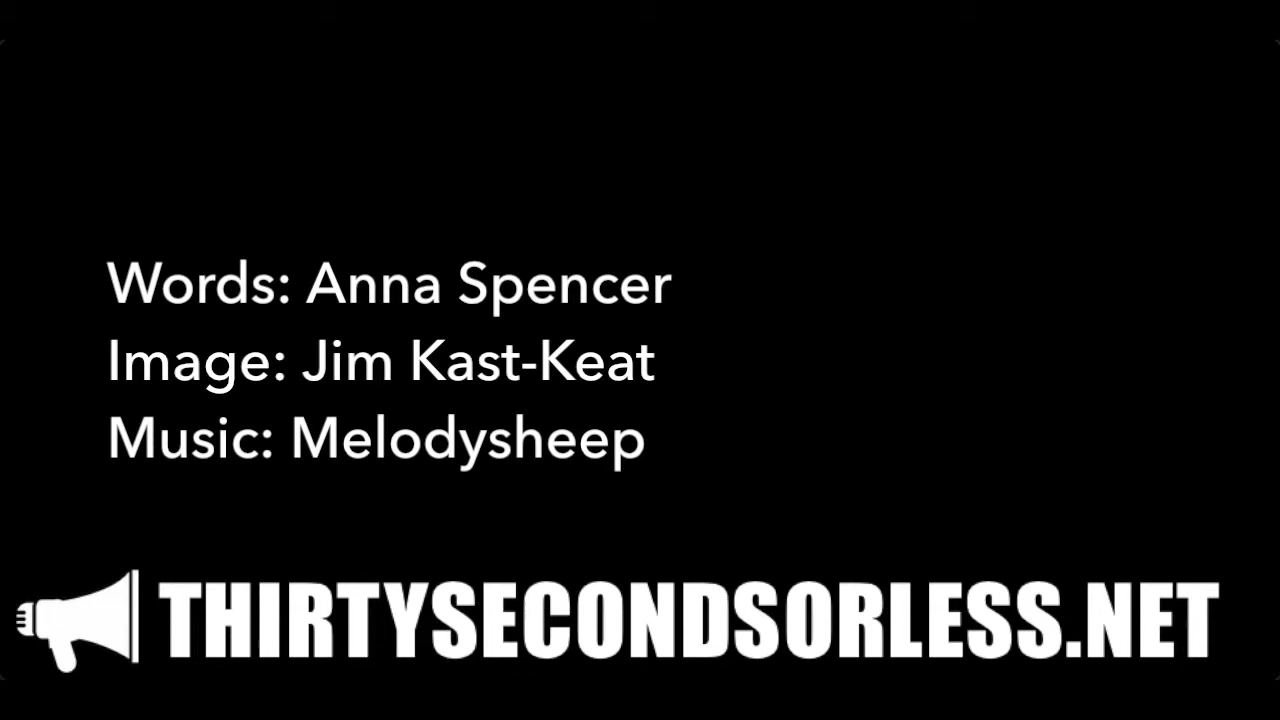 Words: Anna Spencer
Image: Jim Kast-Keat
Music: Melodysheep
THIRTYSECONDSORLESS.NET